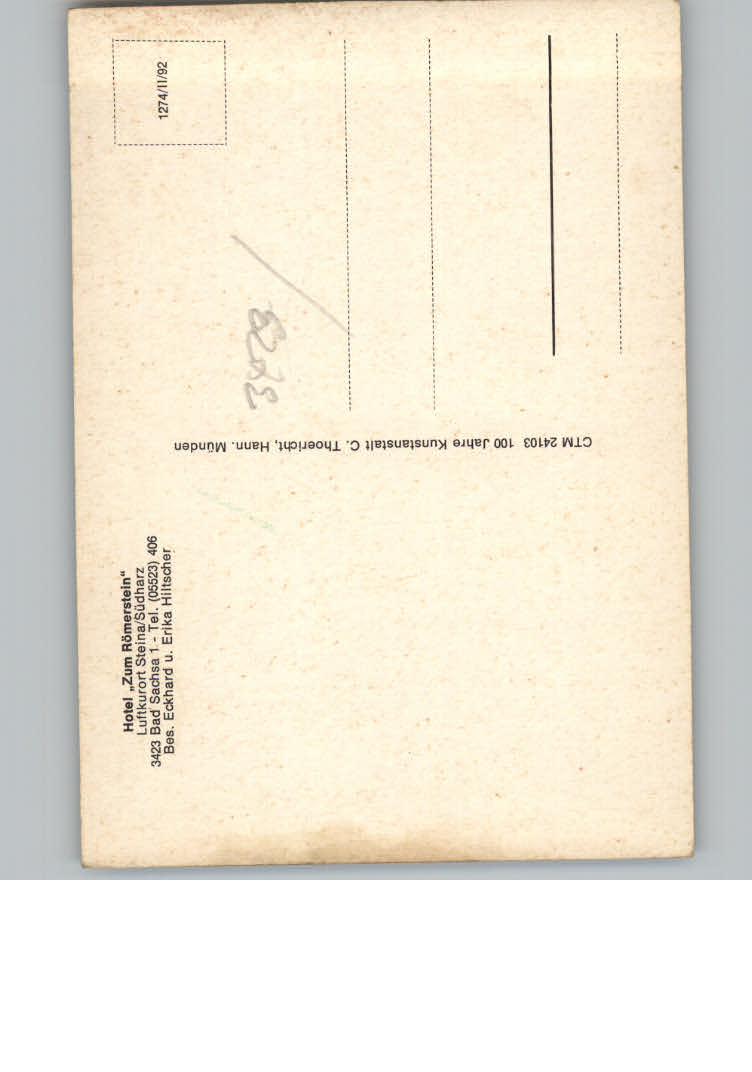 Hotel „Zum Römerstein“
Luftkurort Steina/Südharz
3423 Bad Sachsa 1 - Tel. (05523) 406
Bes. Eckhard u. Erika Hiltscher
CTM 24103 100 Jahre Kunstanstalt C. Thoericht, Hann. Münden
1274/II/92